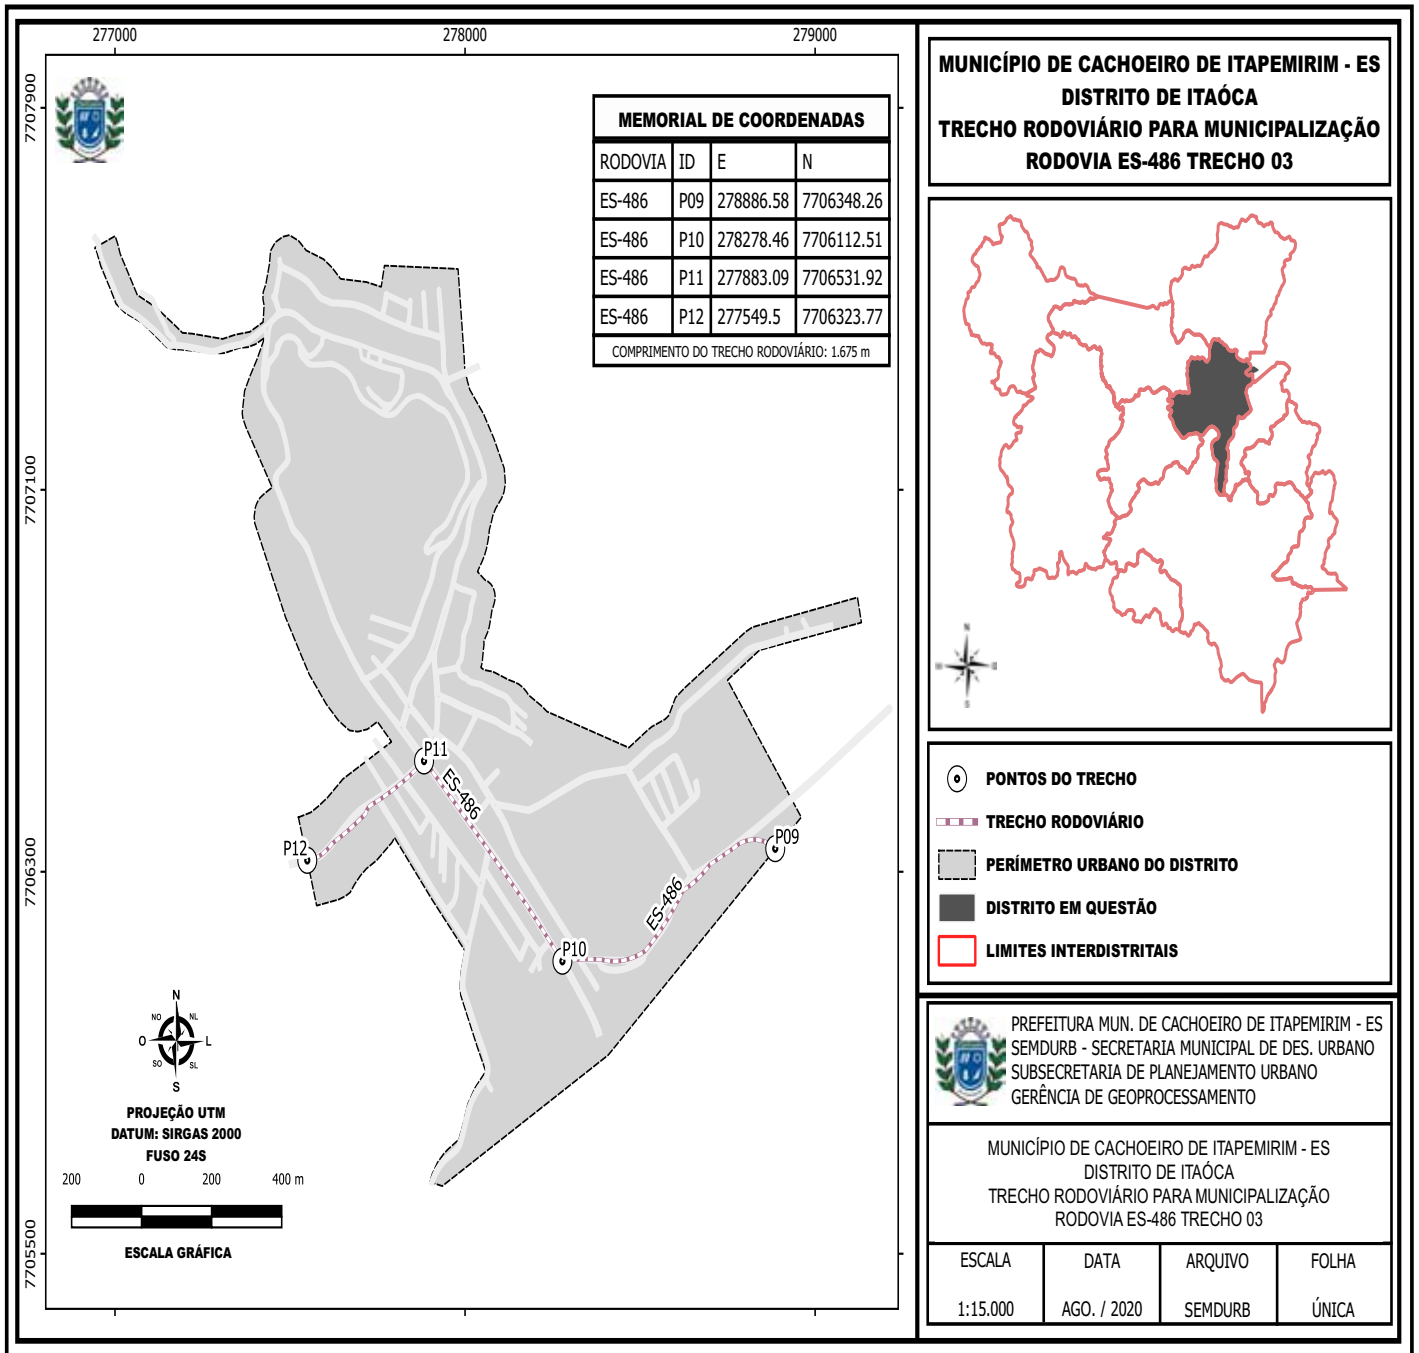 277000 278000 279000
7707900
7707100
7706300
7705500
MEMORIAL DE COORDENADAS
RODOVIA ID E N
ES-486 P09 278886.58 7706348.26
ES-486 P10 278278.46 7706112.51
ES-486 P11 277883.09 7706531.92
ES-486 P12 277549.5 7706323.77
COMPRIMENTO DO TRECHO RODOVIÁRIO: 1.675 m
P11
ES-486
P12
P09
ES-486
P10
N
NO NL
O L
SO SL
S
PROJEÇÃO UTM
DATUM: SIRGAS 2000
FUSO 24S
200 0 200 400 m
ESCALA GRÁFICA
MUNICÍPIO DE CACHOEIRO DE ITAPEMIRIM - ES
DISTRITO DE ITAÓCA
TRECHO RODOVIÁRIO PARA MUNICIPALIZAÇÃO
RODOVIA ES-486 TRECHO 03
N
S
PONTOS DO TRECHO
TRECHO RODOVIÁRIO
PERÍMETRO URBANO DO DISTRITO
DISTRITO EM QUESTÃO
LIMITES INTERDISTRITAIS
PREFEITURA MUN. DE CACHOEIRO DE ITAPEMIRIM - ES
SEMDURB - SECRETARIA MUNICIPAL DE DES. URBANO
SUBSECRETARIA DE PLANEJAMENTO URBANO
GERÊNCIA DE GEOPROCESSAMENTO
MUNICÍPIO DE CACHOEIRO DE ITAPEMIRIM - ES
DISTRITO DE ITAÓCA
TRECHO RODOVIÁRIO PARA MUNICIPALIZAÇÃO
RODOVIA ES-486 TRECHO 03
ESCALA DATA ARQUIVO FOLHA
1:15.000 AGO. / 2020 SEMDURB ÚNICA